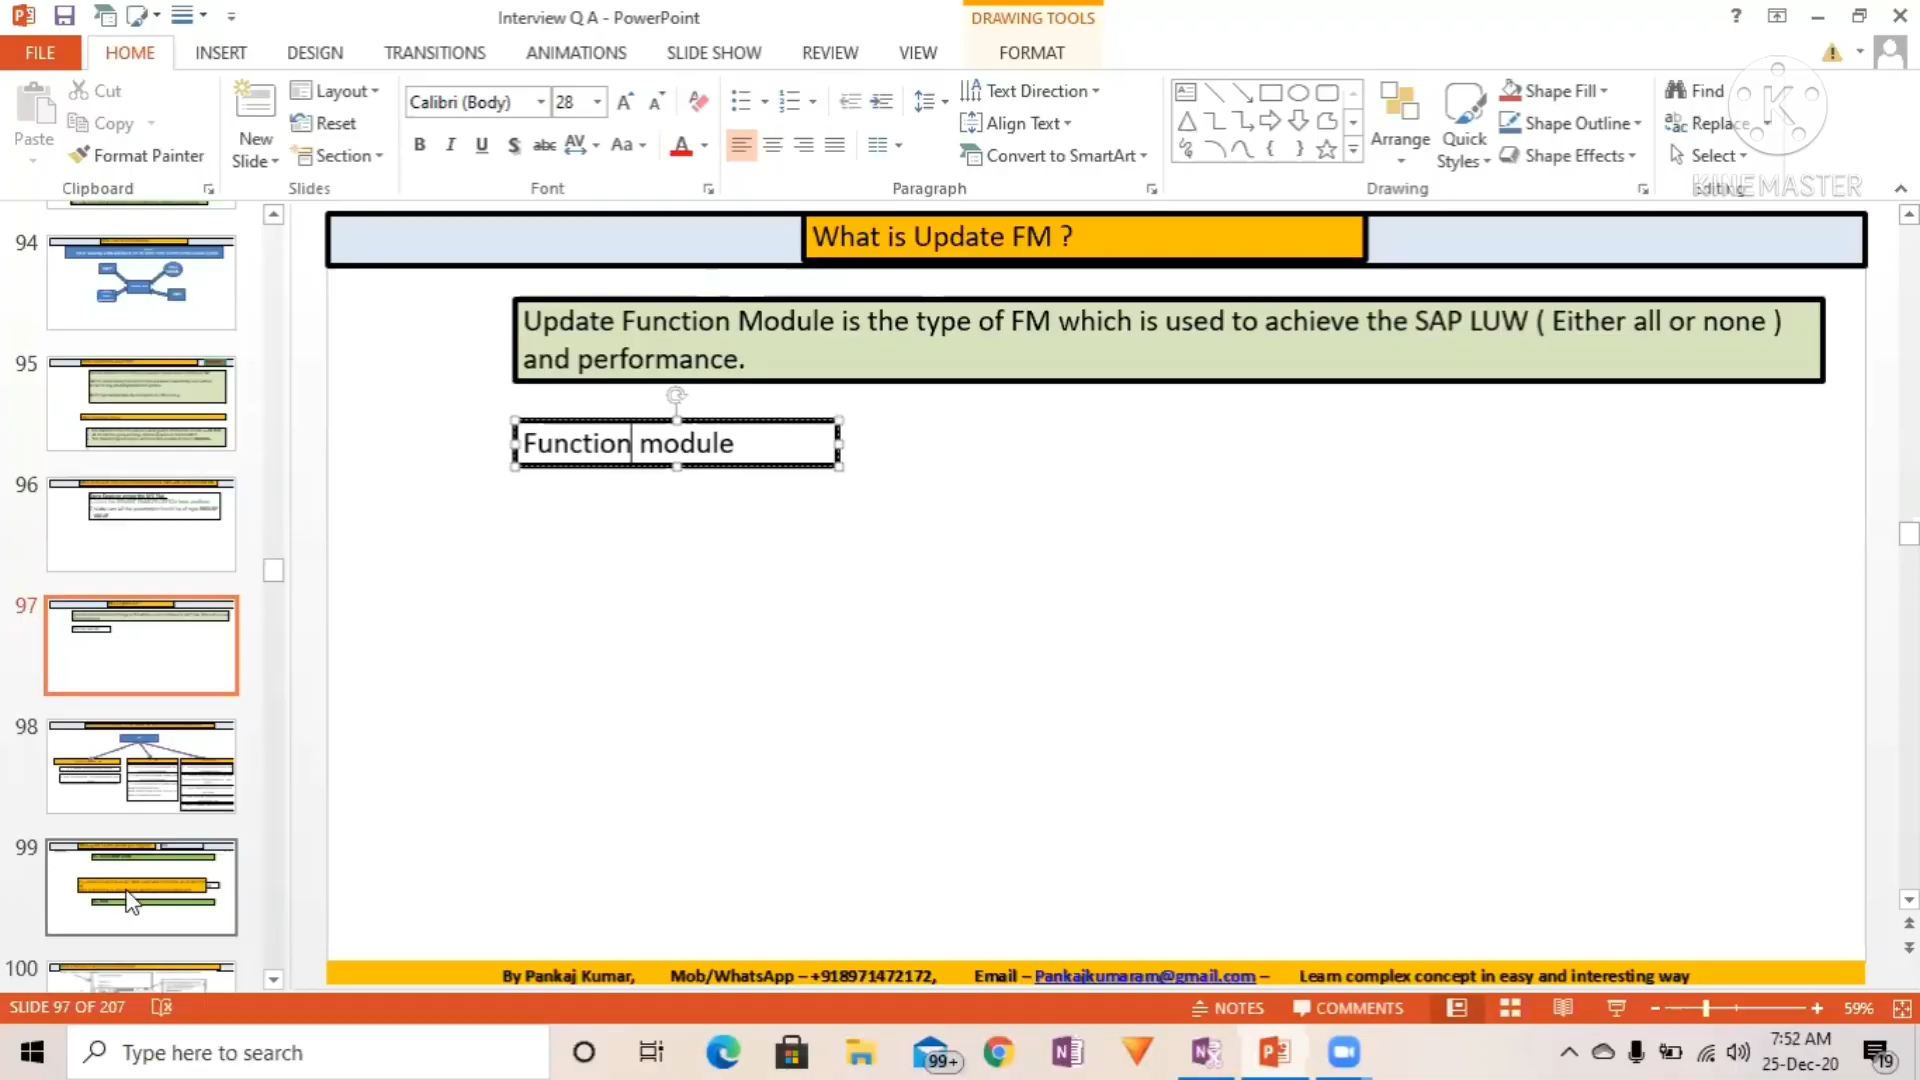 Interview Q A - PowerPoint
DRAWING TOOLS
?
FILE
HOME
INSERT
DESIGN
TRANSITIONS
ANIMATIONS
SLIDE SHOW
REVIEW
VIEW
FORMAT
Paste
Cut
Copy
Format Painter
Clipboard
New
Slide
Layout
Reset
Section
Slides
Calibri (Body)
28
B I U S abc AV Aa A
Font
Text Direction
Align Text
Convert to SmartArt
Paragraph
Arrange
Quick
Styles
Shape Fill
Shape Outline
Shape Effects
Drawing
Find
Replace
Select
Editing
K
KINEMASTER
94
95
96
97
98
99
100
What is Update FM ?
Update Function Module is the type of FM which is used to achieve the SAP LUW ( Either all or none )
and performance.
Function module
By Pankaj Kumar, Mob/WhatsApp – +918971472172, Email – Pankajkumaram@gmail.com – Learn complex concept in easy and interesting way
SLIDE 97 OF 207
NOTES
COMMENTS
59%
Type here to search
99+
7:52 AM
25-Dec-20
19